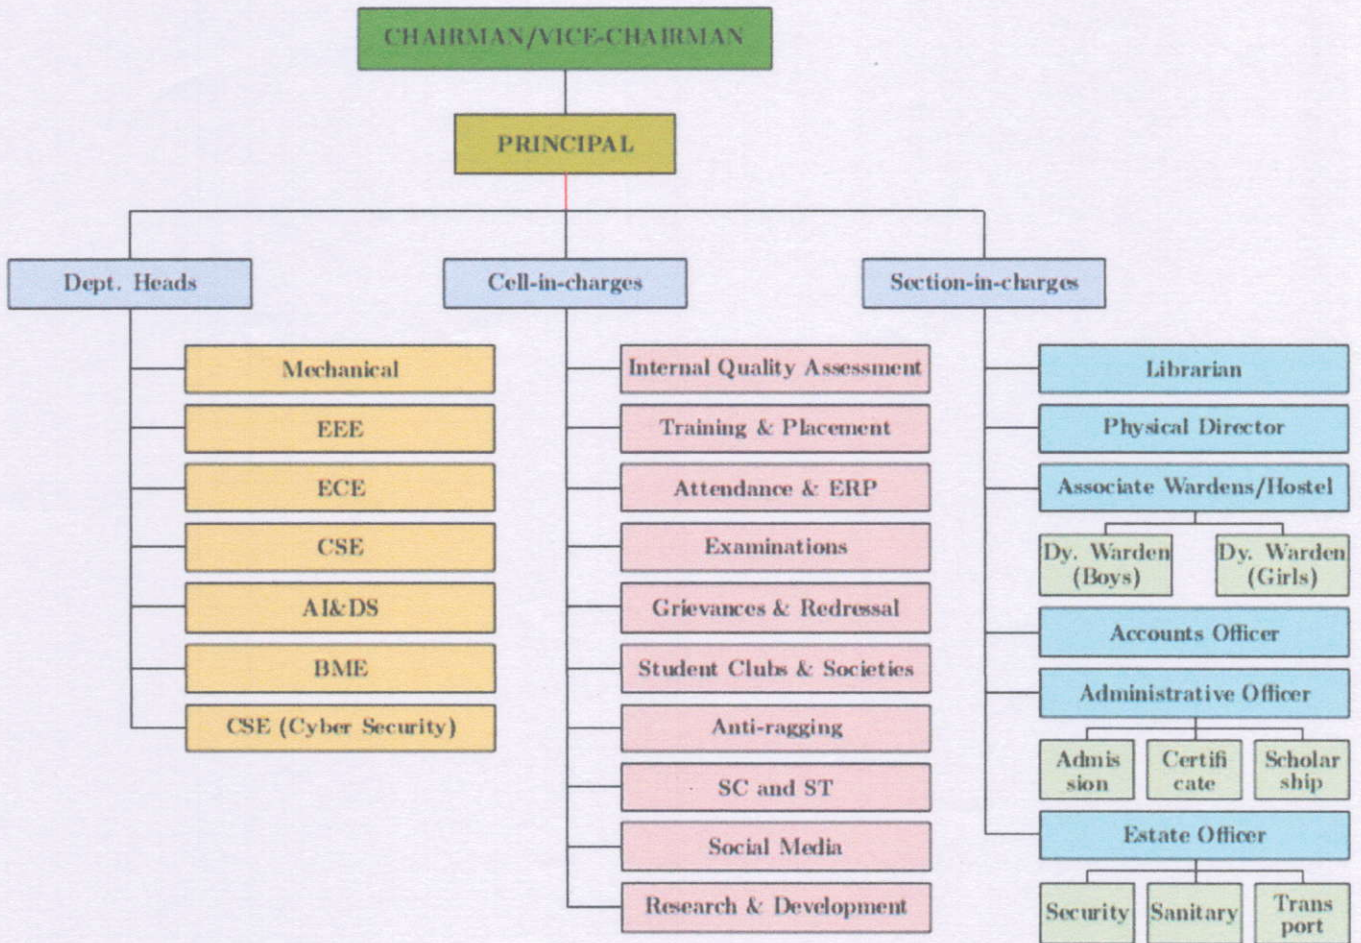 CHAIRMAN/VICE-CHAIRMAN
PRINCIPAL
Dept. Heads
Cell-in-charges
Section-in-charges
Mechanical
EEE
ECE
CSE
AI&DS
BME
CSE (Cyber Security)
Internal Quality Assessment
Training & Placement
Attendance & ERP
Examinations
Grievances & Redressal
Student Clubs & Societies
Anti-ragging
SC and ST
Social Media
Research & Development
Librarian
Physical Director
Associate Wardens/Hostel
Dy. Warden
(Boys)
Dy. Warden
(Girls)
Accounts Officer
Administrative Officer
Admis
sion
Certifi
cate
Scholar
ship
Estate Officer
Security
Sanitary
Trans
port